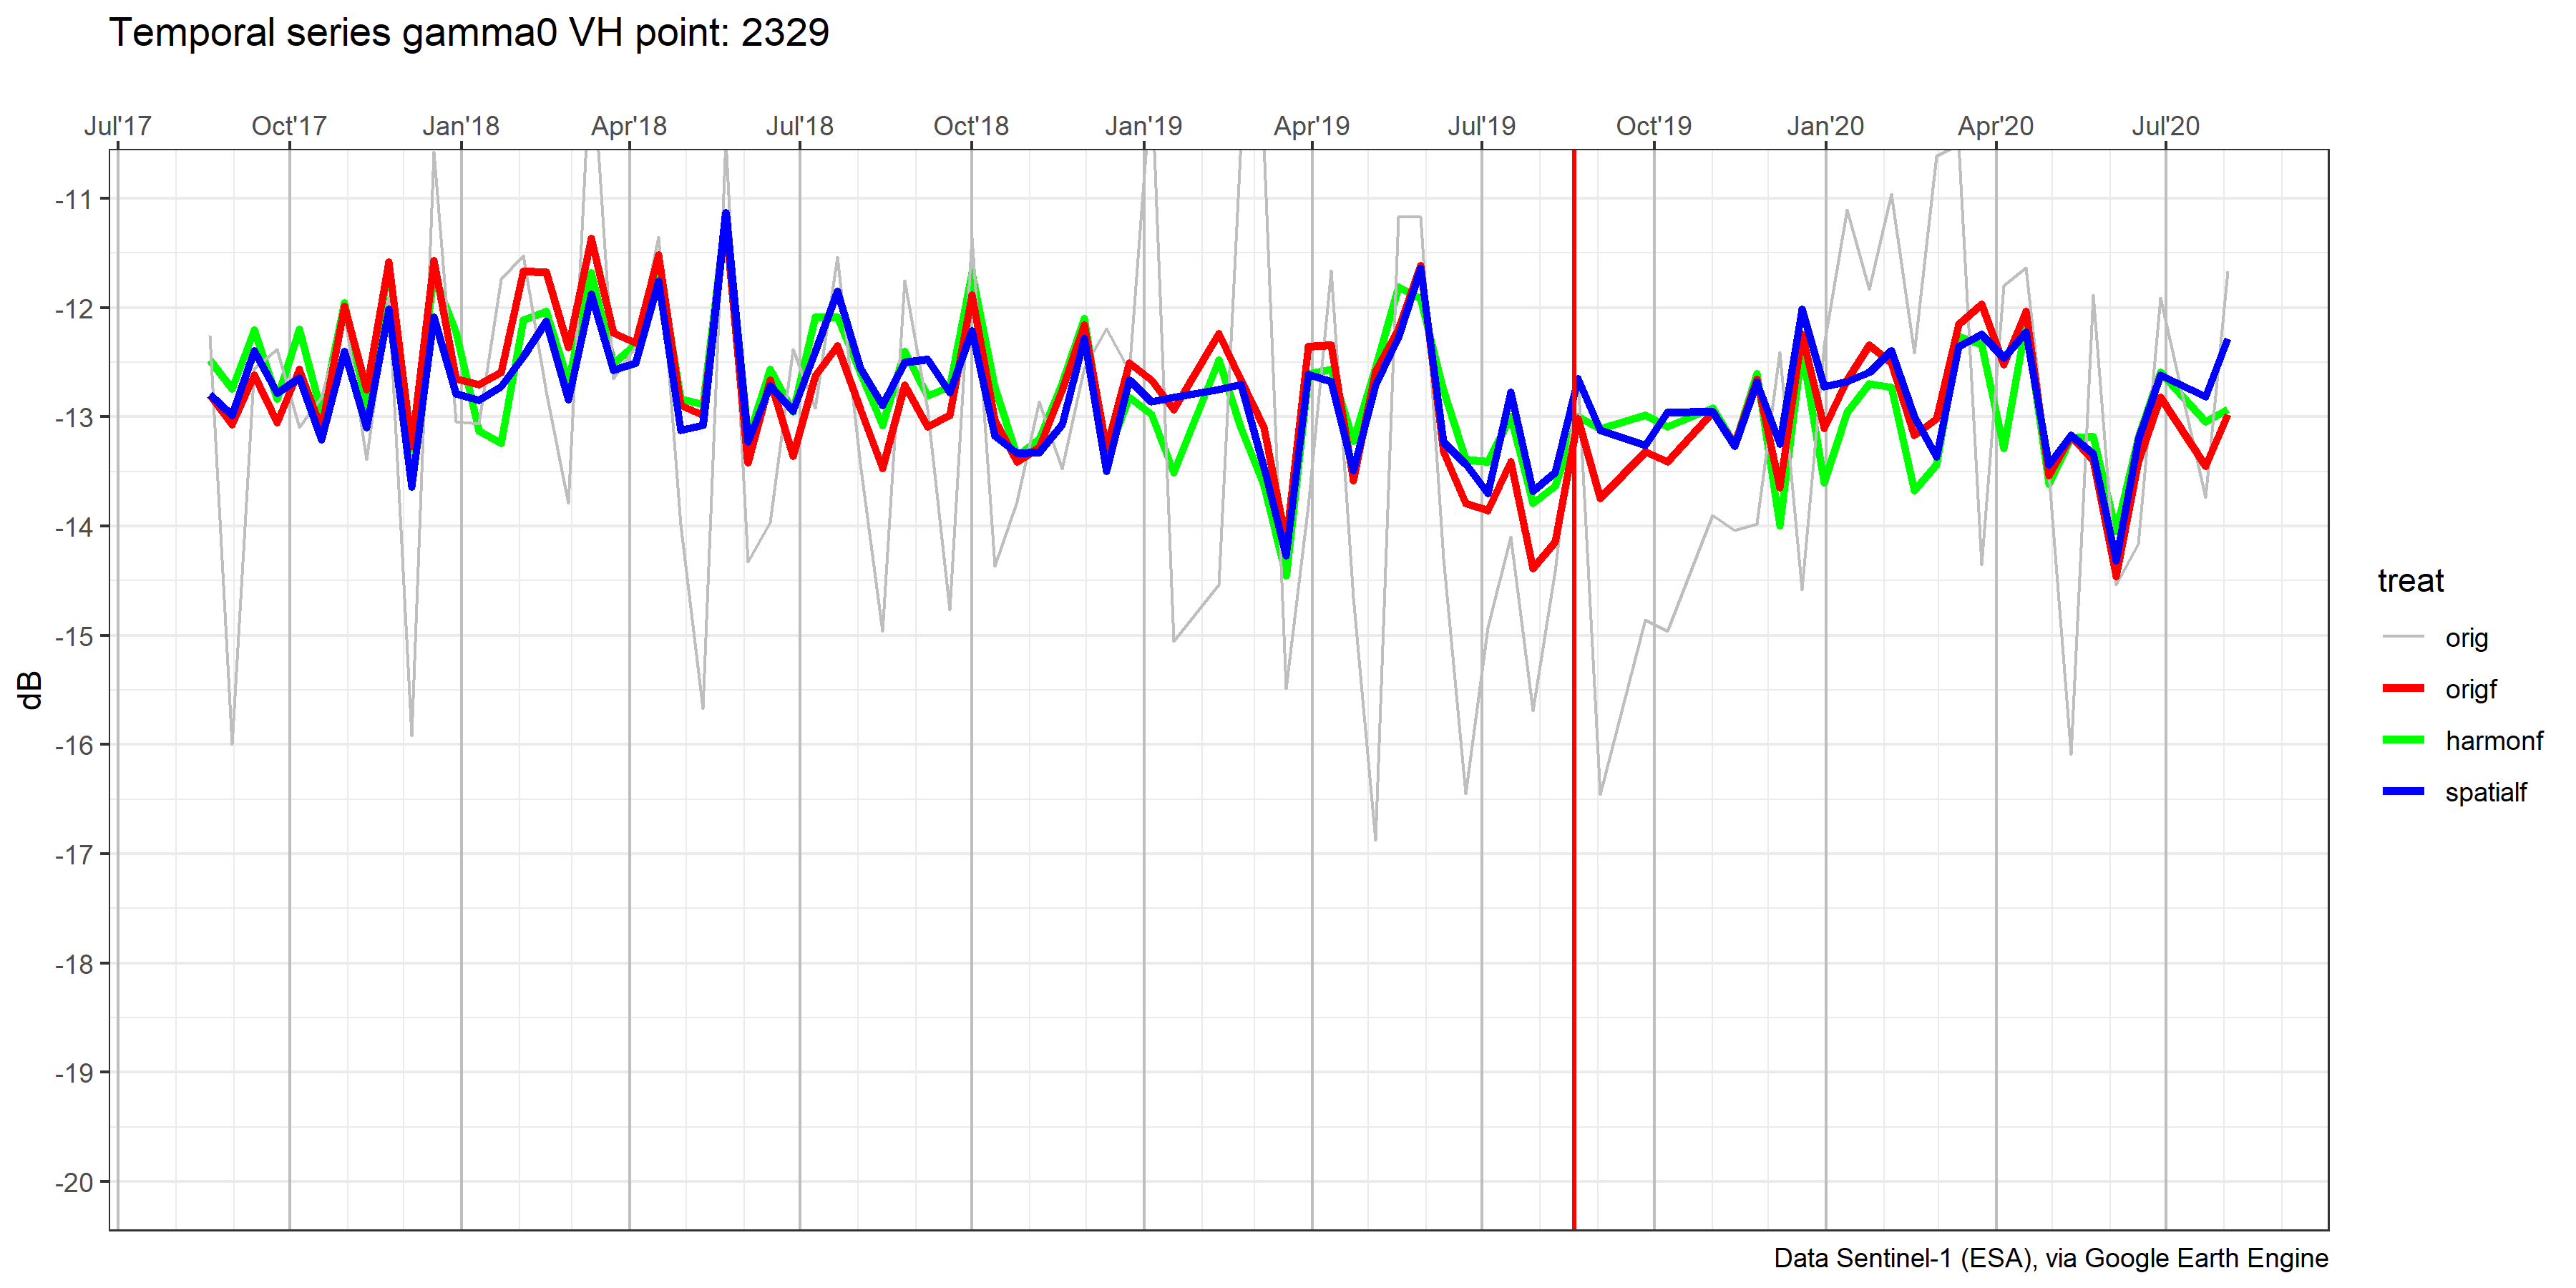 Temporal series gamma0 VH point: 2329
Jul'17 Oct'17 Jan'18 Apr'18 Jul'18 Oct'18 Jan'19 Apr'19 Jul'19 Oct'19 Jan'20 Apr'20 Jul'20
-11
-12
-13
-14
-15
-16
-17
-18
-19
-20
dB
treat
orig
origf
harmonf
spatialf
Data Sentinel-1 (ESA), via Google Earth Engine